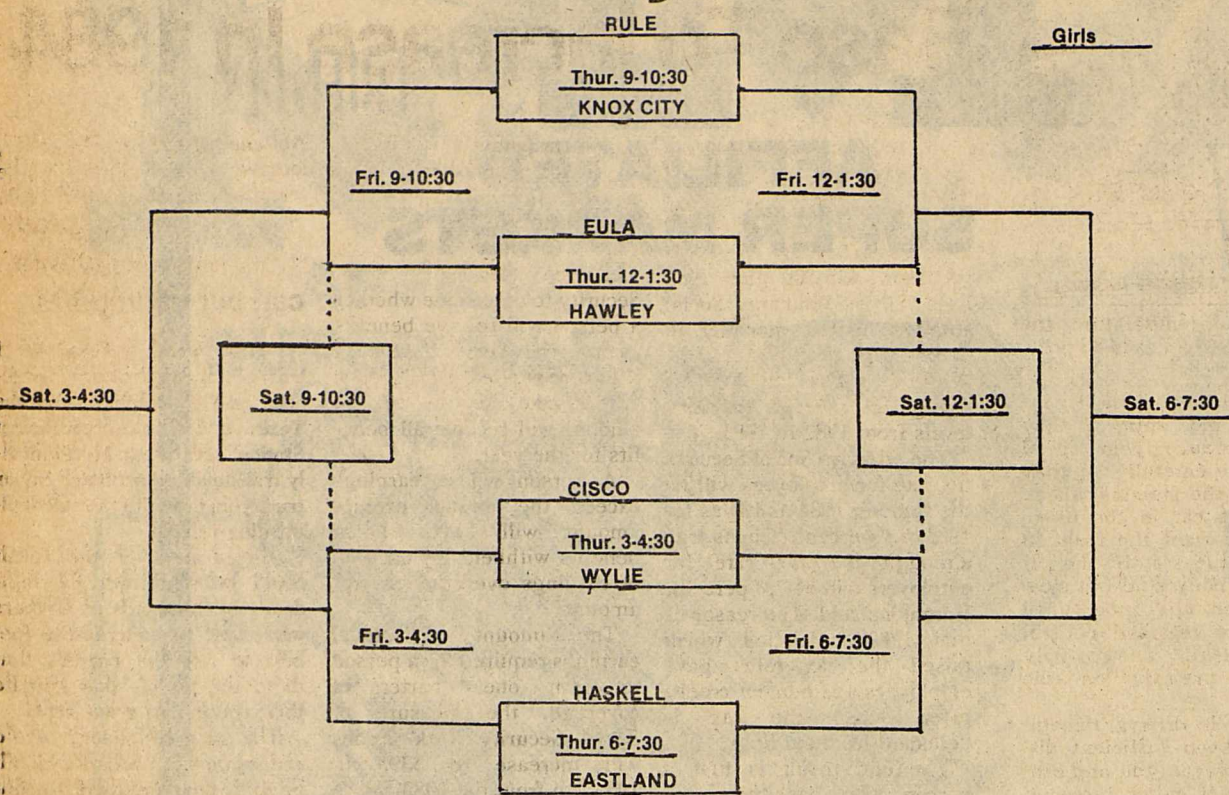 RULE
Girls
Thur. 9-10:30
KNOX CITY
Fri. 9-10:30
Fri. 12-1:30
EULA
Thur. 12-1:30
HAWLEY
Sat. 3-4:30
Sat. 9-10:30
Sat. 12-1:30
Sat. 6-7:30
CISCO
Thur. 3-4:30
WYLIE
Fri. 3-4:30
Fri. 6-7:30
HASKELL
Thur. 6-7:30
EASTLAND